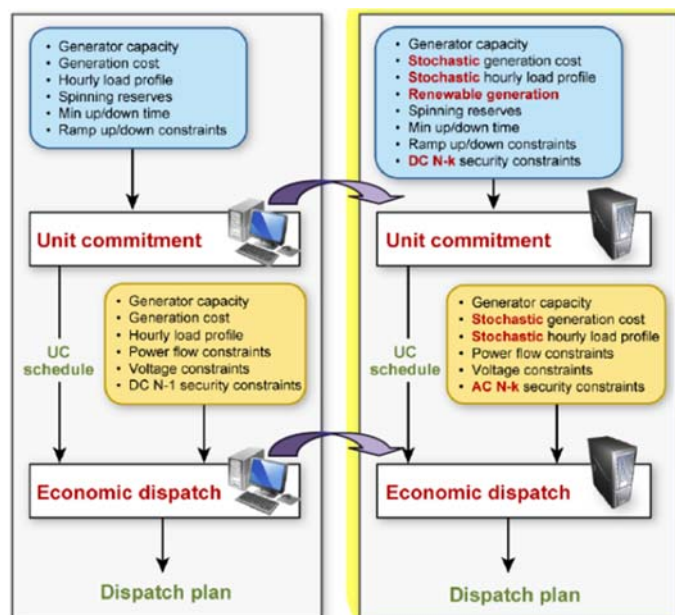 Generator capacity
Generation cost
Hourly load profile
Spinning reserves
Min up/down time
Ramp up/down constraints
Unit commitment
UC
schedule
Generator capacity
Generation cost
Hourly load profile
Power flow constraints
Voltage constraints
DC N-1 security constraints
Economic dispatch
Dispatch plan
Generator capacity
Stochastic generation cost
Stochastic hourly load profile
Renewable generation
Spinning reserves
Min up/down time
Ramp up/down constraints
DC N-k security constraints
Unit commitment
UC
schedule
Generator capacity
Stochastic generation cost
Stochastic hourly load profile
Power flow constraints
Voltage constraints
AC N-k security constraints
Economic dispatch
Dispatch plan